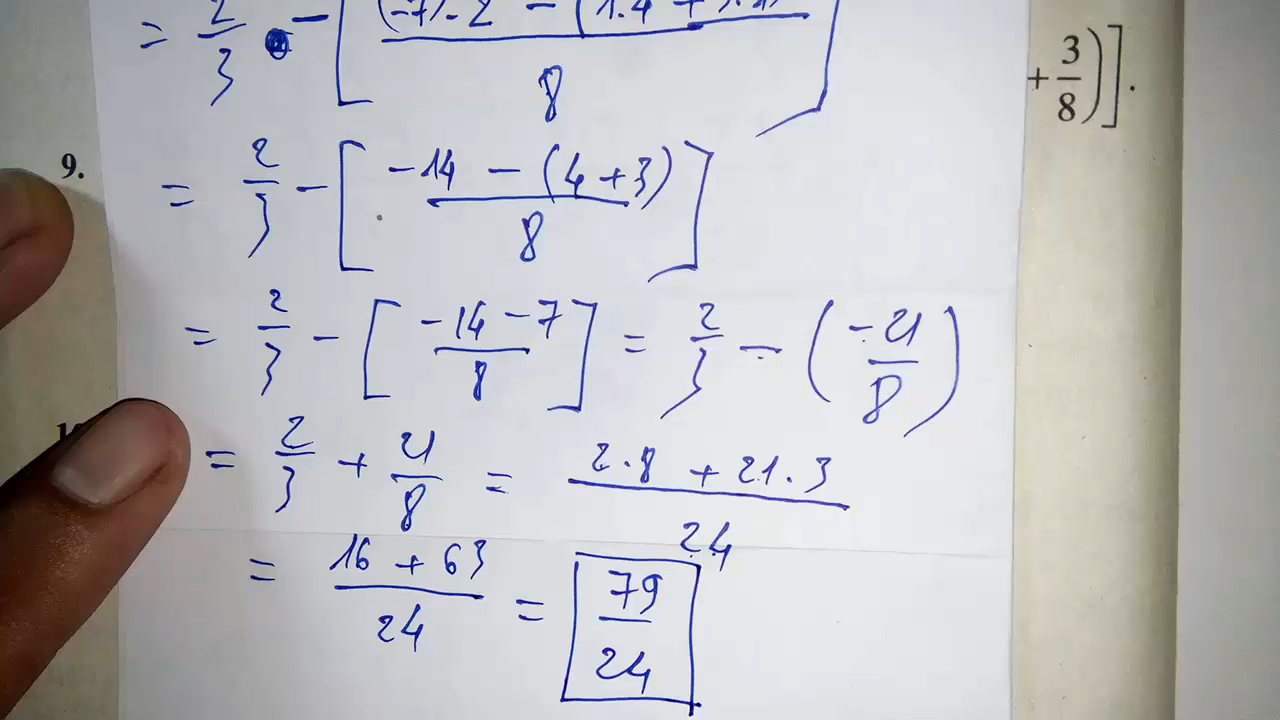 = 2/3 - [ (-7).2 - (1.4 + 3.1) / 8 ]
+ 3/8)].
9.
= 2/3 - [ -14 - (4+3) / 8 ]
= 2/3 - [ -14 - 7 / 8 ] = 2/3 - ( -21/8 )
= 2/3 + 21/8 = 2.8 + 21.3 / 24
= 16 + 63 / 24 = 79/24